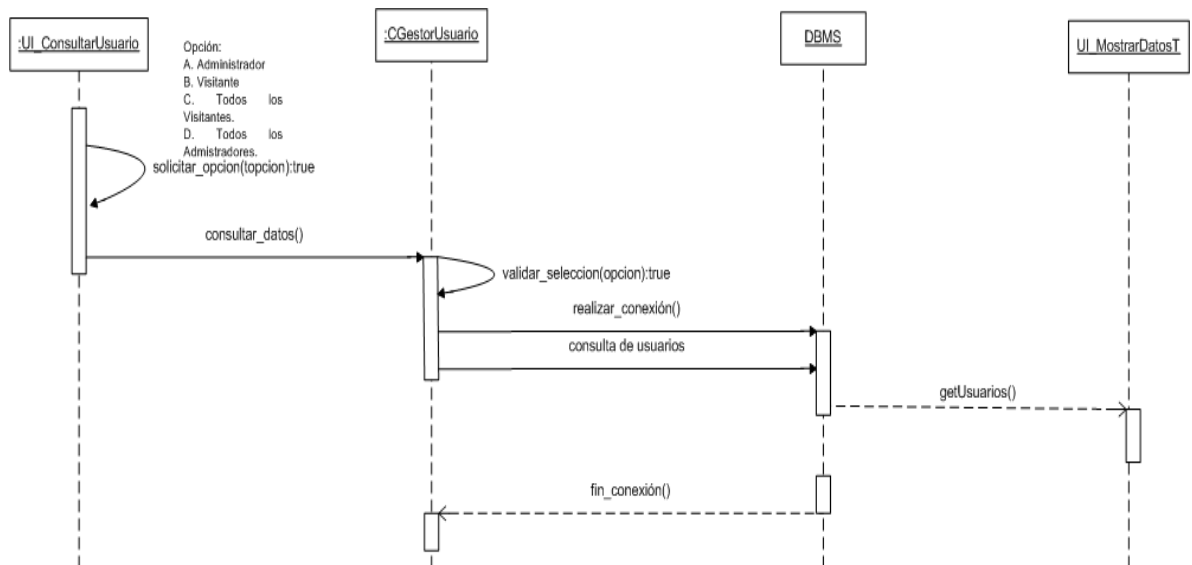 :UI_ConsultarUsuario
:CGestorUsuario
DBMS
UI_MostrarDatosT
Opción:
A. Administrador
B. Visitante
C. Todos los
Visitantes.
D. Todos los
Admistradores.
solicitar_opcion(topcion):true
consultar_datos()
validar_seleccion(opcion):true
realizar_conexión()
consulta de usuarios
getUsuarios()
fin_conexión()